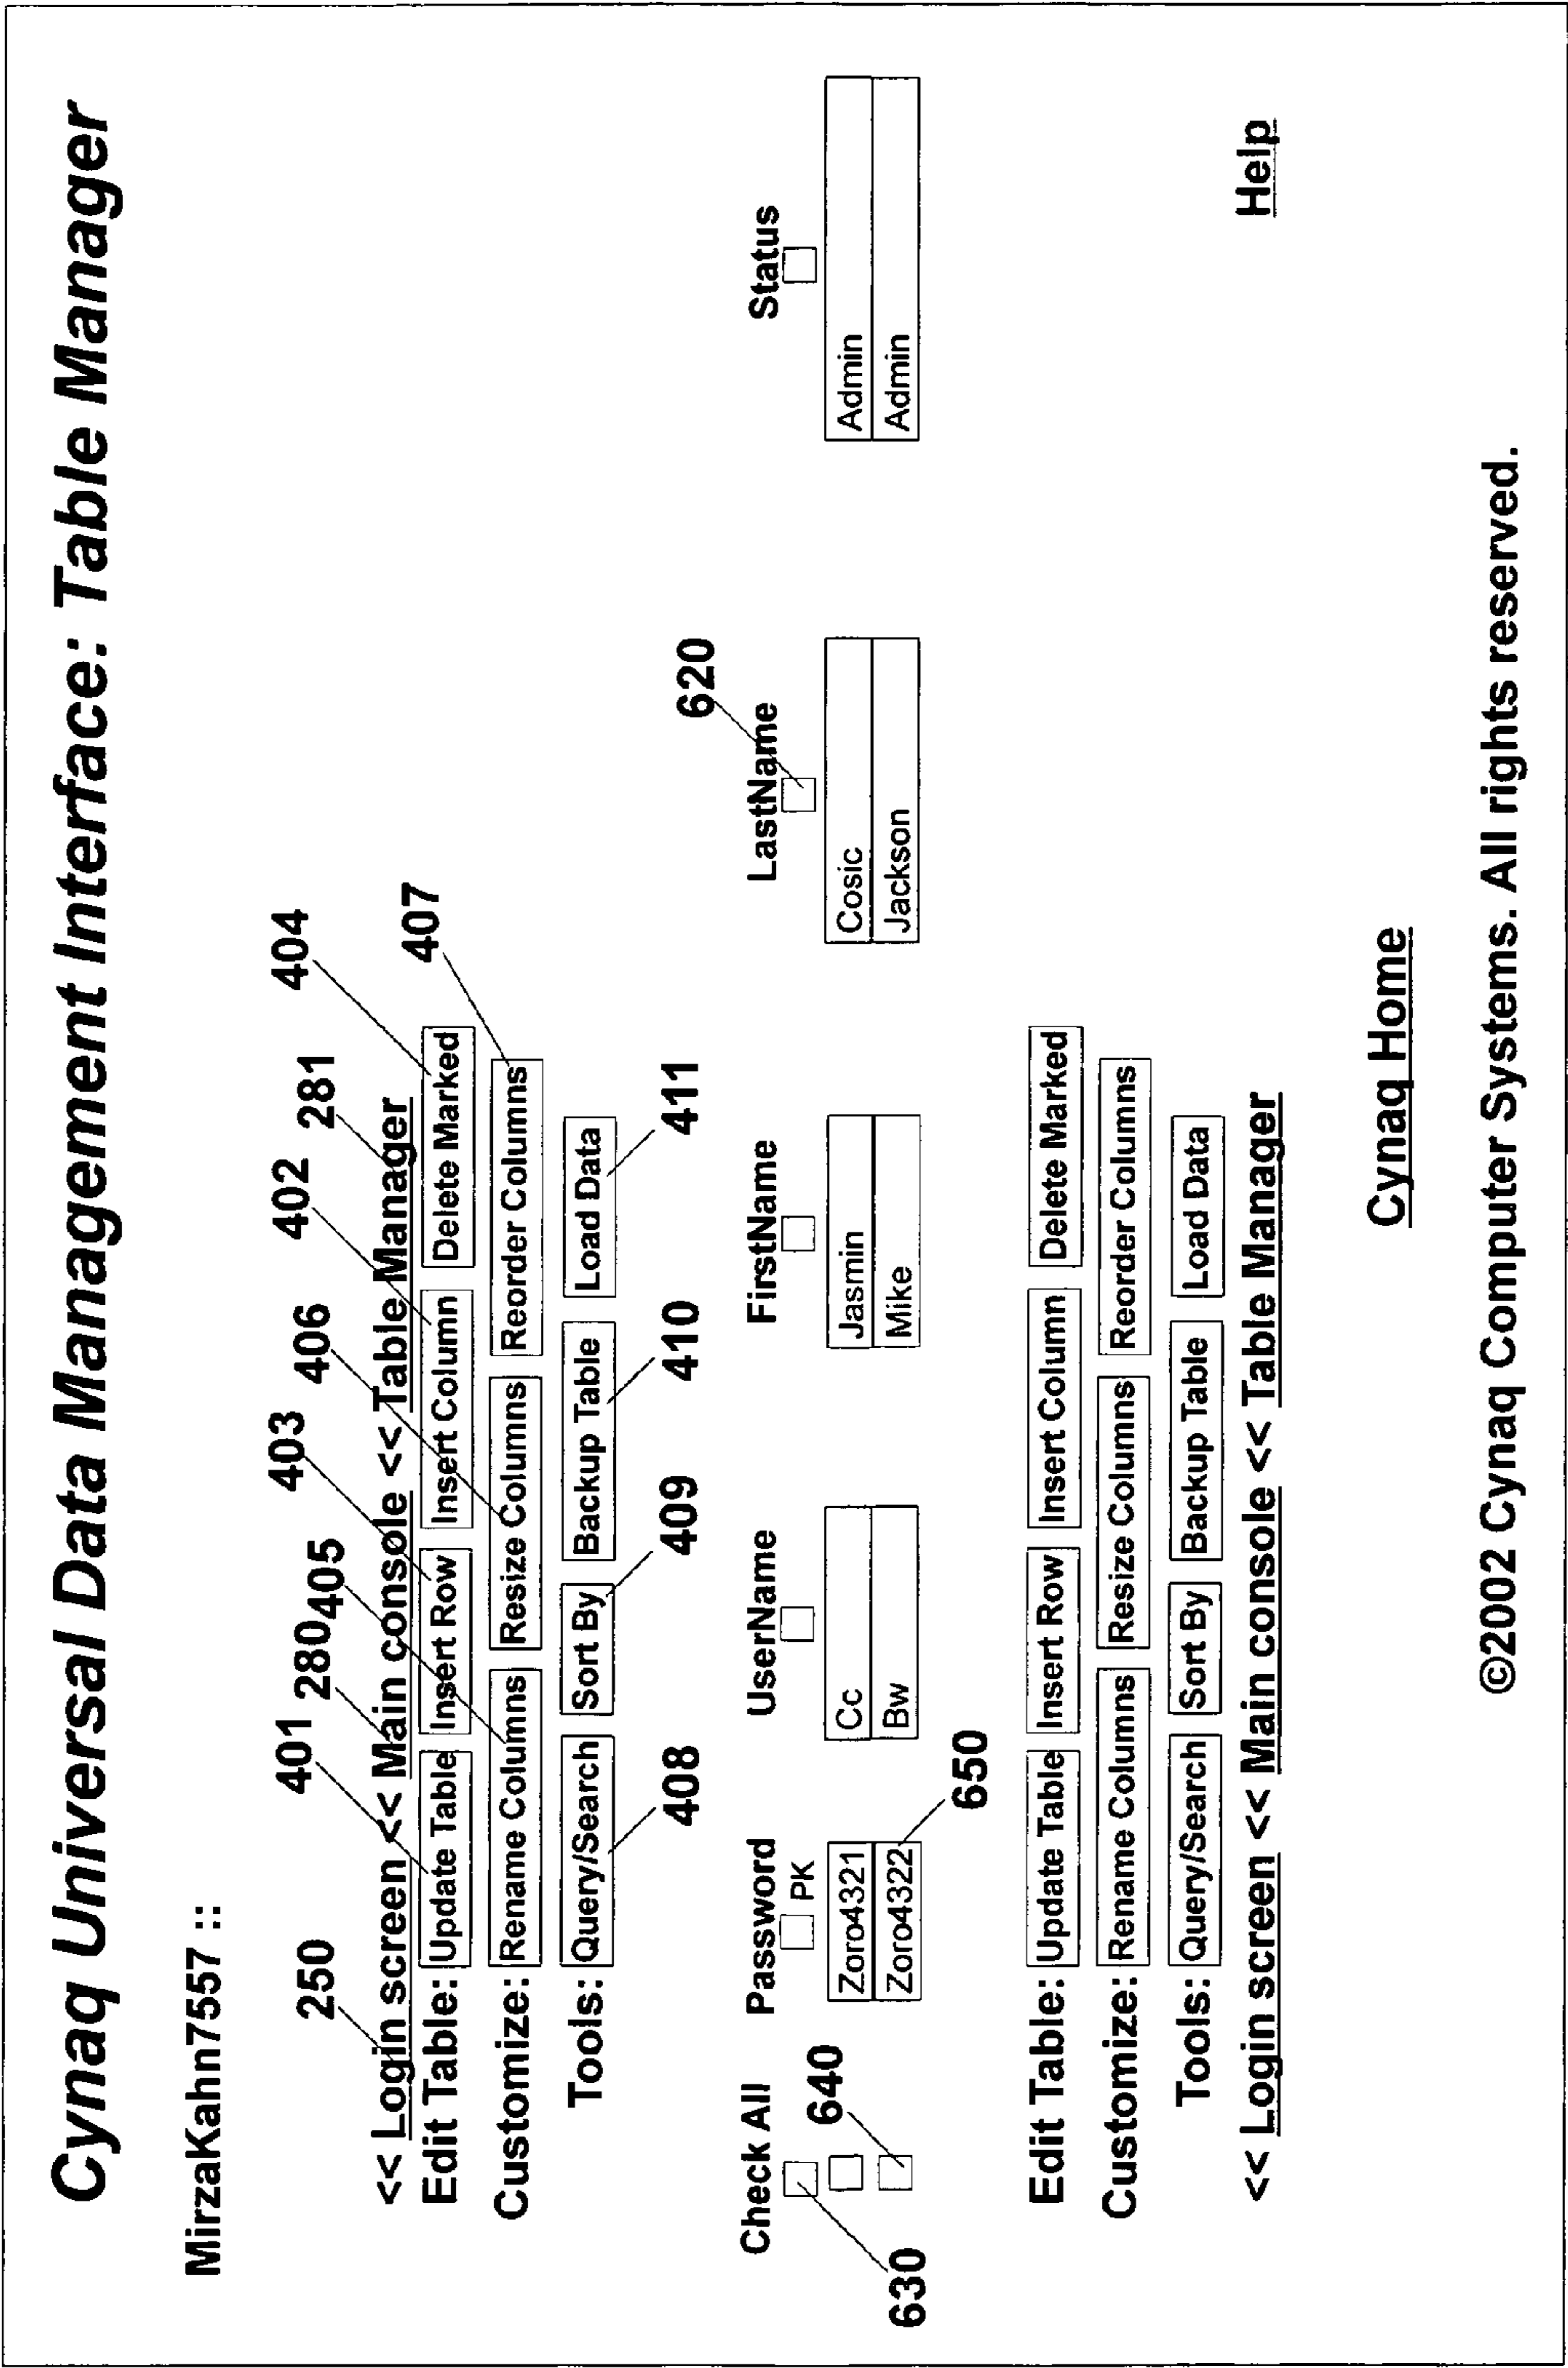 Cynaq Universal Data Management Interface: Table Manager
MirzaKahn7557 ::
250 401 280 405 403 406 402 281 404
<< Login screen << Main console << Table Manager
407
Edit Table: Update Table Insert Row Insert Column Delete Marked
Customize: Rename Columns Resize Columns Reorder Columns
Tools: Query/Search Sort By Backup Table Load Data
408 409 410 411
620
Check All Password UserName FirstName LastName Status
PK
630 640
Zoro4321 Cc Jasmin Cosic Admin
Zoro4322 Bw Mike Jackson Admin
650
Edit Table: Update Table Insert Row Insert Column Delete Marked
Customize: Rename Columns Resize Columns Reorder Columns
Tools: Query/Search Sort By Backup Table Load Data
<< Login screen << Main console << Table Manager
Help
Cynaq Home
©2002 Cynaq Computer Systems. All rights reserved.